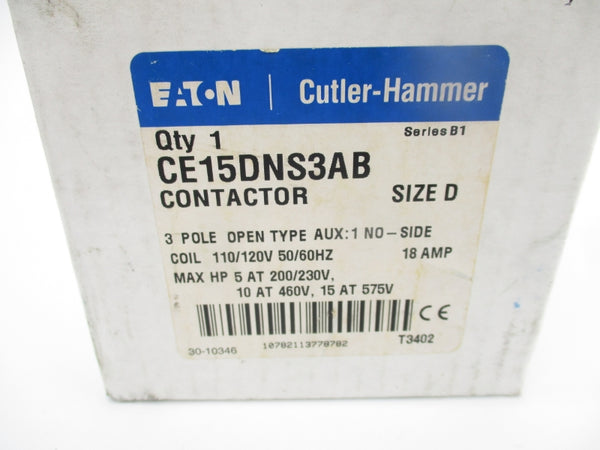 EATON | Cutler-Hammer
Qty 1 Series B1
CE15DNS3AB
CONTACTOR SIZE D
3 POLE OPEN TYPE AUX:1 NO-SIDE
COIL 110/120V 50/60HZ 18 AMP
MAX HP 5 AT 200/230V,
10 AT 460V, 15 AT 575V
CE
30-10346 10782113778782 T3402